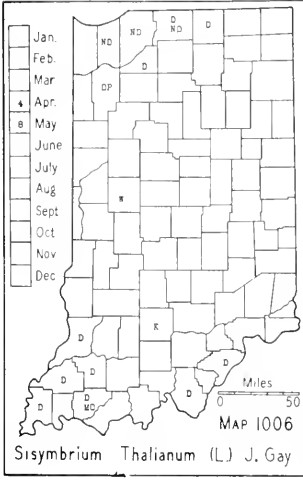 Jan.
Feb.
Mar
4 Apr.
8 May
June
July
Aug
Sept
Oct
Nov
Dec
D
ND ND ND D
D
DP
W
K
D D
D D
D D D
MO
Miles
0 50
MAP 1006
Sisymbrium Thalianum (L.) J. Gay